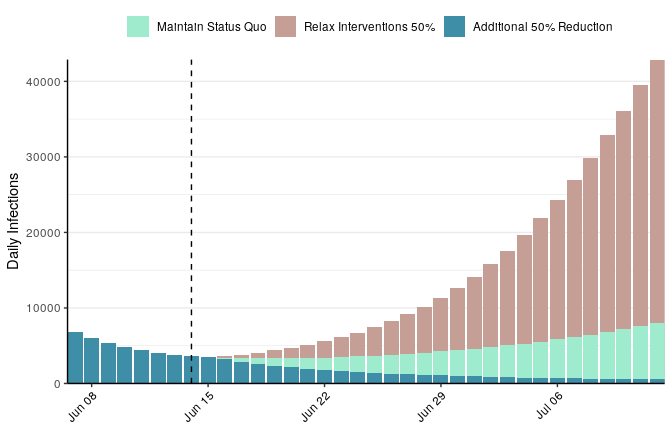 Maintain Status Quo Relax Interventions 50% Additional 50% Reduction
Daily Infections
40000
30000
20000
10000
0
Jun 08 Jun 15 Jun 22 Jun 29 Jul 06